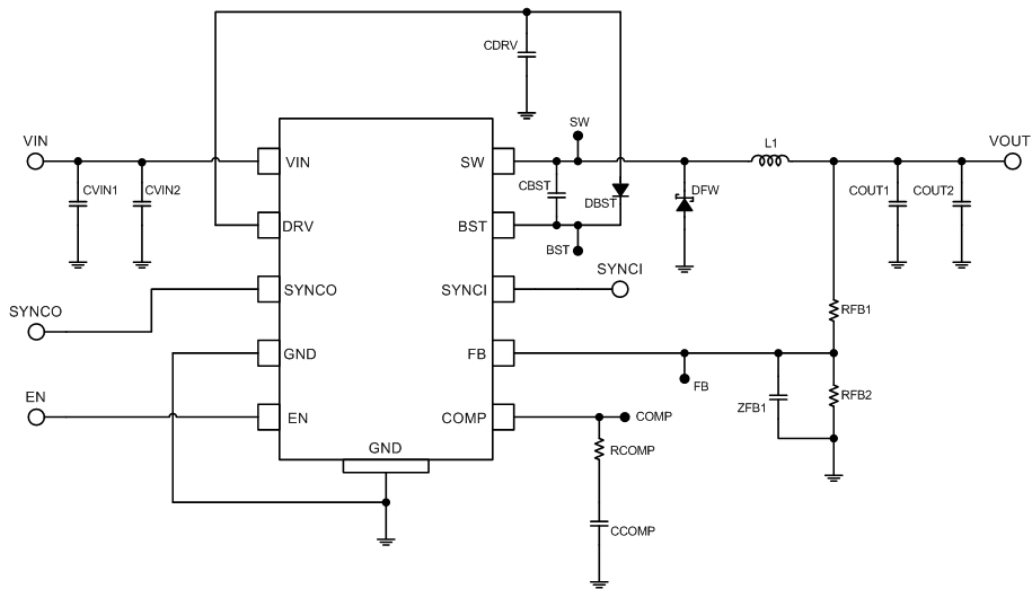 CDRV
SW
VIN
L1
VOUT
VIN
SW
CVIN1
CVIN2
CBST
DBST
DFW
COUT1
COUT2
DRV
BST
BST
SYNCI
SYNCO
SYNCI
SYNCO
RFB1
GND
FB
FB
EN
ZFB1
RFB2
EN
COMP
COMP
GND
RCOMP
CCOMP